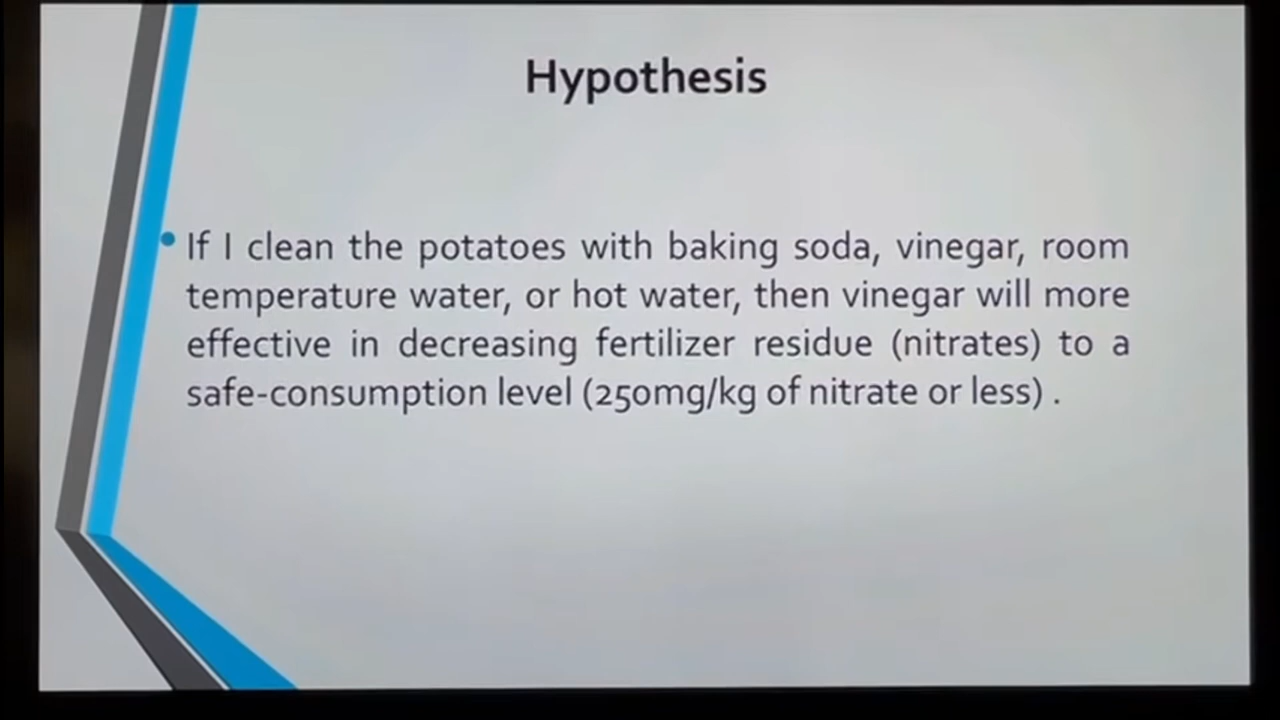 Hypothesis
• If I clean the potatoes with baking soda, vinegar, room
temperature water, or hot water, then vinegar will more
effective in decreasing fertilizer residue (nitrates) to a
safe-consumption level (250mg/kg of nitrate or less) .